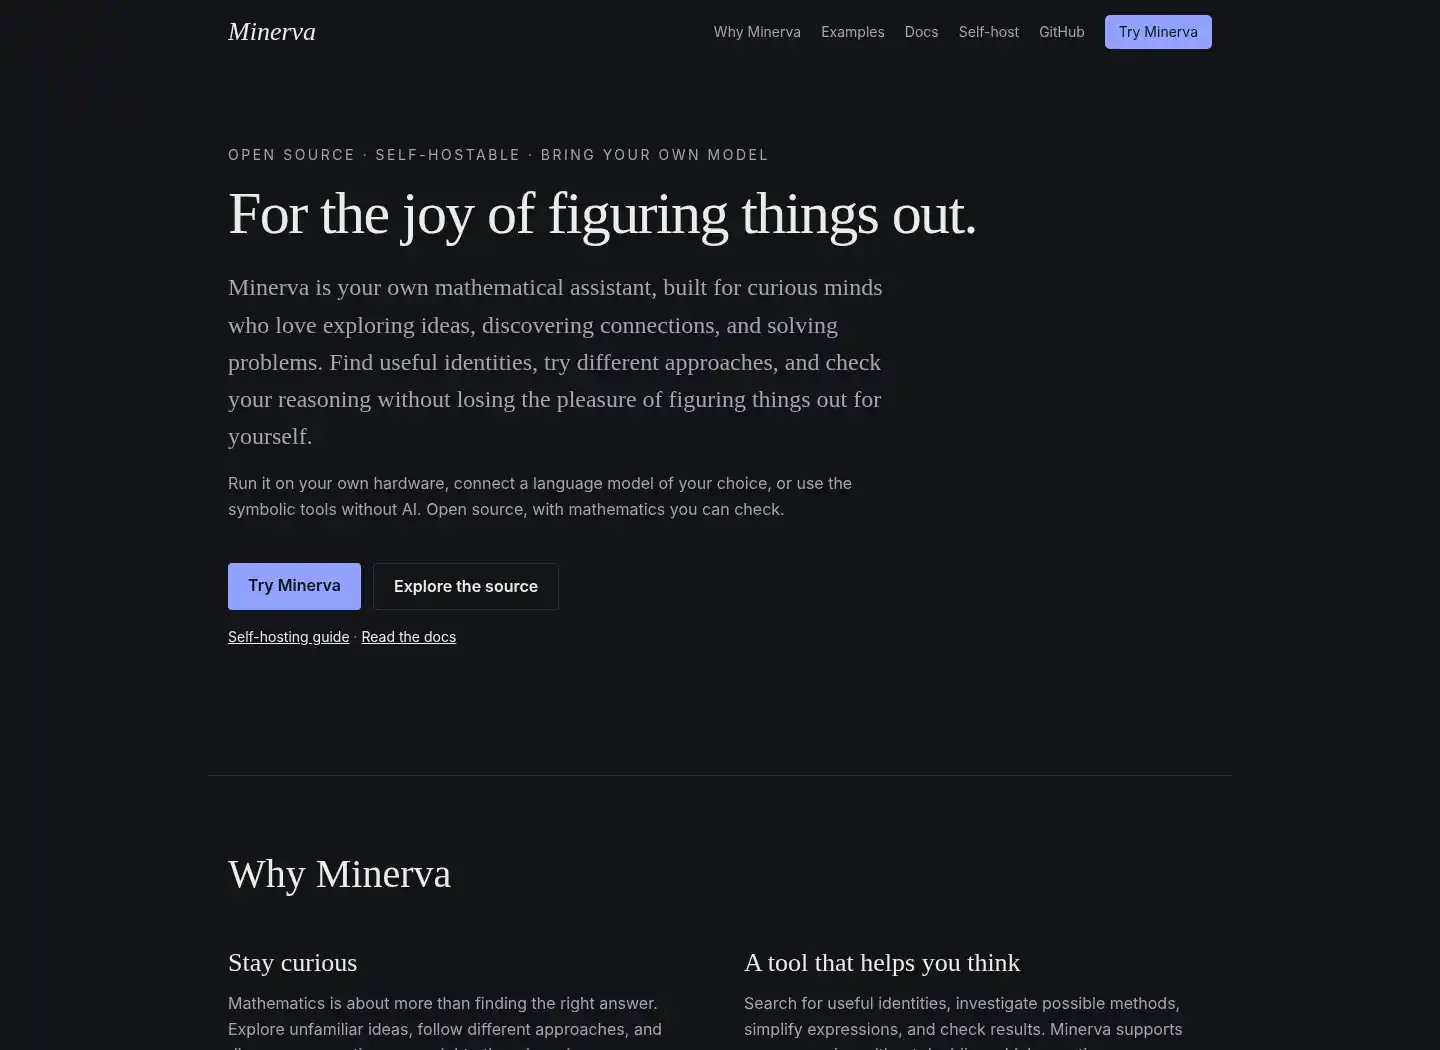 Minerva
Why Minerva
Examples
Docs
Self-host
GitHub
Try Minerva
OPEN SOURCE · SELF-HOSTABLE · BRING YOUR OWN MODEL
For the joy of figuring things out.
Minerva is your own mathematical assistant, built for curious minds
who love exploring ideas, discovering connections, and solving
problems. Find useful identities, try different approaches, and check
your reasoning without losing the pleasure of figuring things out for
yourself.
Run it on your own hardware, connect a language model of your choice, or use the
symbolic tools without AI. Open source, with mathematics you can check.
Try Minerva
Explore the source
Self-hosting guide · Read the docs
Why Minerva
Stay curious
Mathematics is about more than finding the right answer.
Explore unfamiliar ideas, follow different approaches, and
A tool that helps you think
Search for useful identities, investigate possible methods,
simplify expressions, and check results. Minerva supports